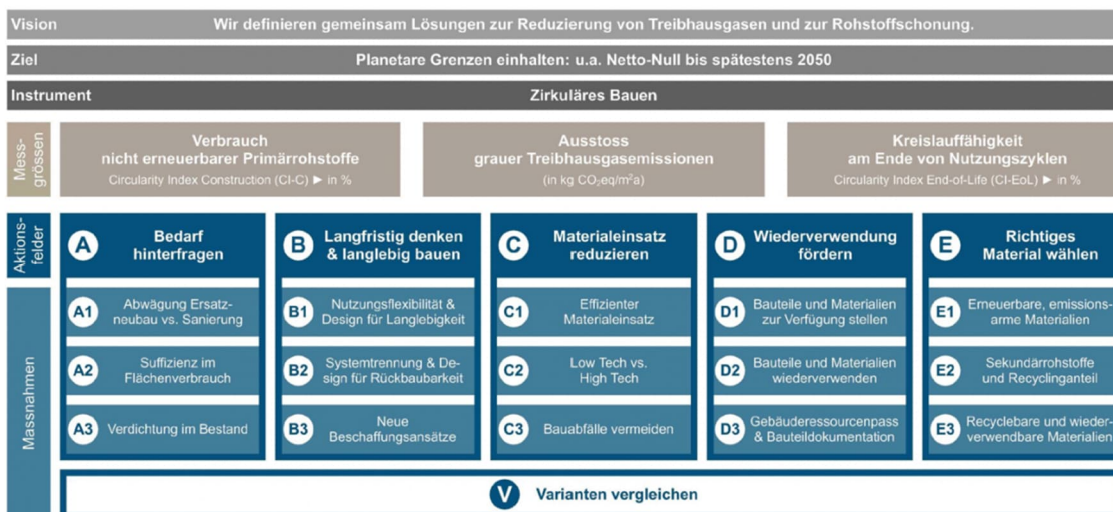 Vision
Wir definieren gemeinsam Lösungen zur Reduzierung von Treibhausgasen und zur Rohstoffschonung.
Ziel
Planetare Grenzen einhalten: u.a. Netto-Null bis spätestens 2050
Instrument
Zirkuläres Bauen
Mess-
grössen
Verbrauch
nicht erneuerbarer Primärrohstoffe
Circularity Index Construction (CI-C) ► in %
Ausstoss
grauer Treibhausgasemissionen
(in kg CO₂eq/m²a)
Kreislauffähigkeit
am Ende von Nutzungszyklen
Circularity Index End-of-Life (CI-EoL) ► in %
Aktions-
felder
A
Bedarf
hinterfragen
B
Langfristig denken
& langlebig bauen
C
Materialeinsatz
reduzieren
D
Wiederverwendung
fördern
E
Richtiges
Material wählen
Massnahmen
A1
Abwägung Ersatz-
neubau vs. Sanierung
B1
Nutzungsflexibilität &
Design für Langlebigkeit
C1
Effizienter
Materialeinsatz
D1
Bauteile und Materialien
zur Verfügung stellen
E1
Erneuerbare, emissions-
arme Materialien
A2
Suffizienz im
Flächenverbrauch
B2
Systemtrennung & De-
sign für Rückbaubarkeit
C2
Low Tech vs.
High Tech
D2
Bauteile und Materialien
wiederverwenden
E2
Sekundärrohstoffe
und Recyclinganteil
A3
Verdichtung im Bestand
B3
Neue
Beschaffungsansätze
C3
Bauabfälle vermeiden
D3
Gebäuderessourcenpass
& Bauteildokumentation
E3
Recyclebare und wieder-
verwendbare Materialien
V
Varianten vergleichen